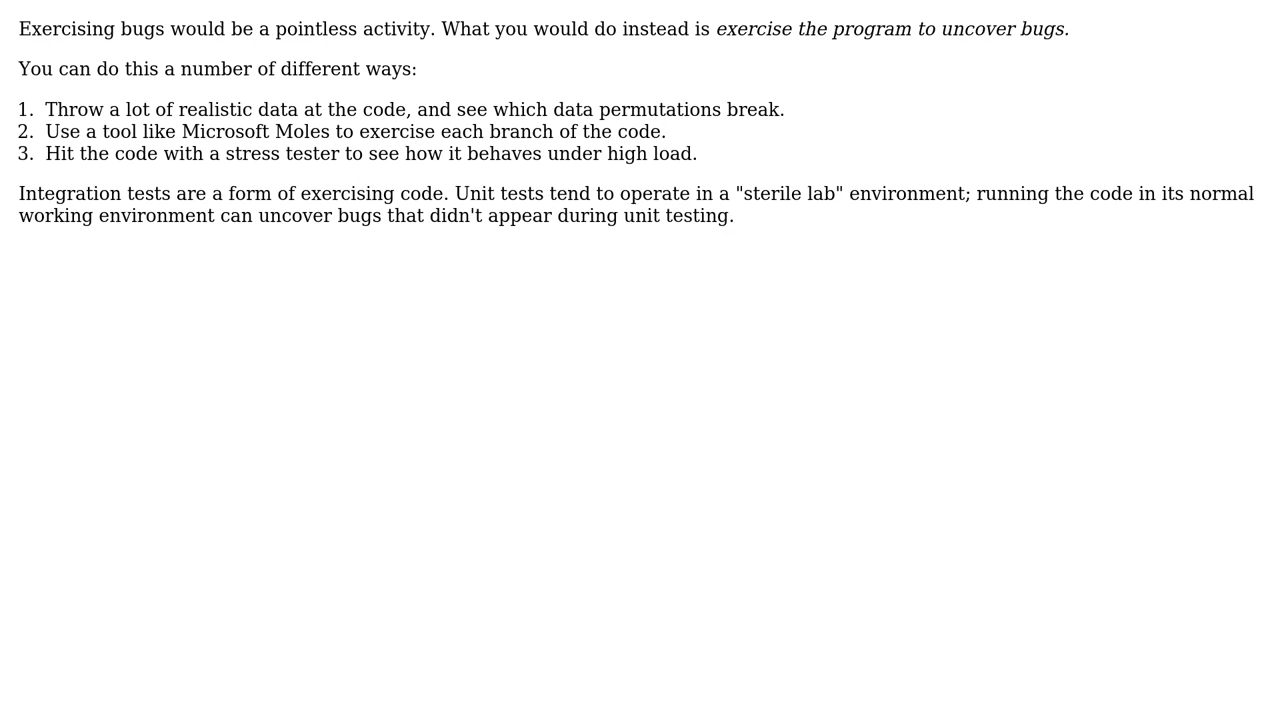 Exercising bugs would be a pointless activity. What you would do instead is exercise the program to uncover bugs.
You can do this a number of different ways:
1. Throw a lot of realistic data at the code, and see which data permutations break.
2. Use a tool like Microsoft Moles to exercise each branch of the code.
3. Hit the code with a stress tester to see how it behaves under high load.
Integration tests are a form of exercising code. Unit tests tend to operate in a "sterile lab" environment; running the code in its normal
working environment can uncover bugs that didn't appear during unit testing.